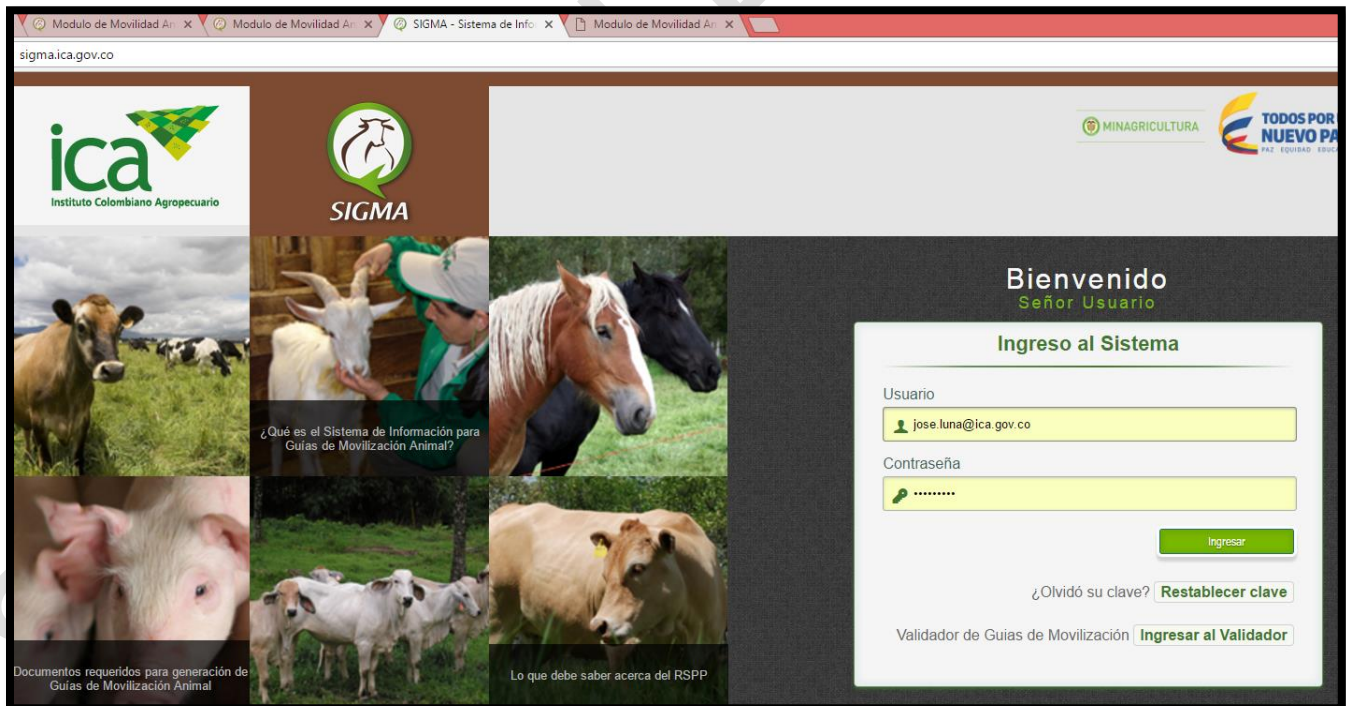 Modulo de Movilidad An
Modulo de Movilidad An
SIGMA - Sistema de Info
Modulo de Movilidad An
sigma.ica.gov.co
ica
Instituto Colombiano Agropecuario
SIGMA
MINAGRICULTURA
TODOS POR
NUEVO PA
PAZ EQUIDAD EDUCA
Bienvenido
Señor Usuario
Ingreso al Sistema
Usuario
jose.luna@ica.gov.co
Contraseña
•••••••••
Ingresar
¿Olvidó su clave? Restablecer clave
Validador de Guias de Movilización Ingresar al Validador
¿Qué es el Sistema de Información para
Guías de Movilización Animal?
Documentos requeridos para generación de
Guías de Movilización Animal
Lo que debe saber acerca del RSPP